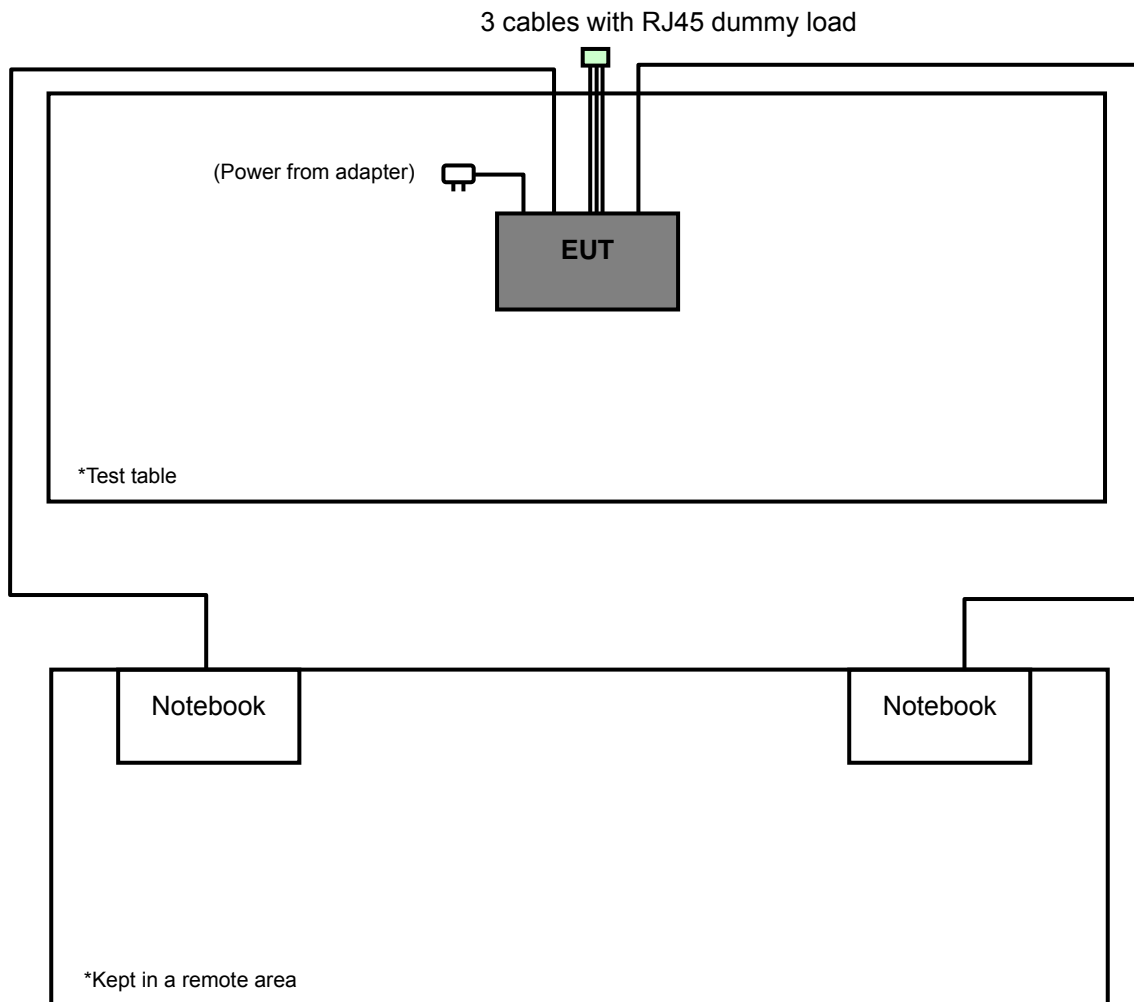 3 cables with RJ45 dummy load
(Power from adapter)
EUT
*Test table
Notebook
Notebook
*Kept in a remote area